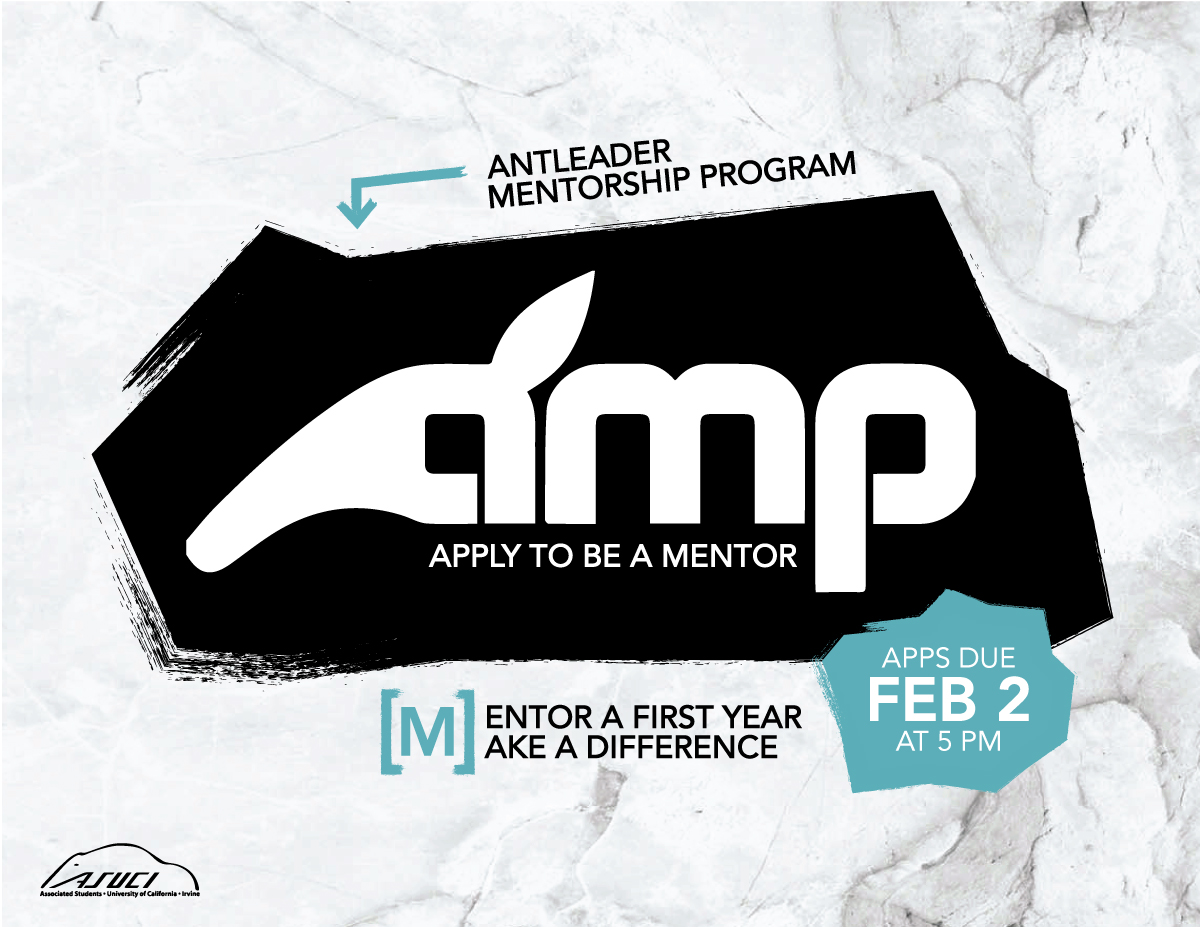 ANTLEADER
MENTORSHIP PROGRAM
amp
APPLY TO BE A MENTOR
APPS DUE
FEB 2
AT 5 PM
[M] ENTOR A FIRST YEAR
AKE A DIFFERENCE
ASUCI
Associated Students • University of California • Irvine